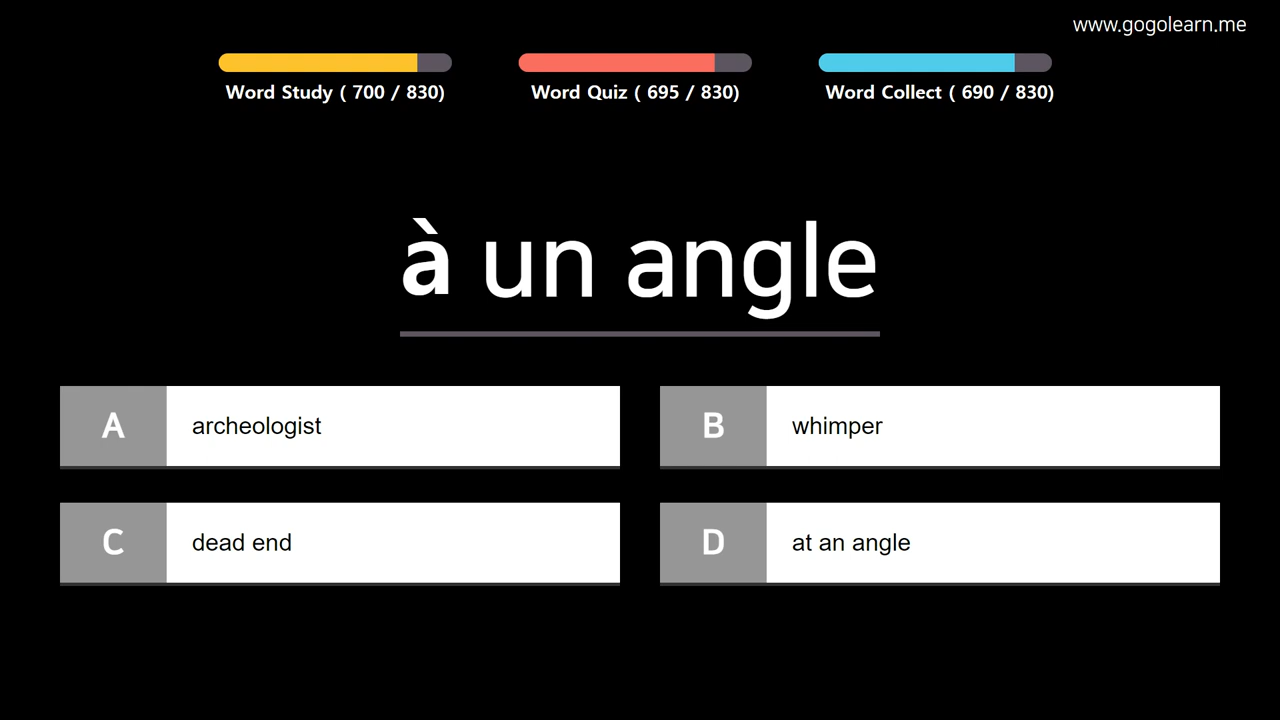 www.gogolearn.me
Word Study ( 700 / 830)
Word Quiz ( 695 / 830)
Word Collect ( 690 / 830)
à un angle
A archeologist
B whimper
C dead end
D at an angle